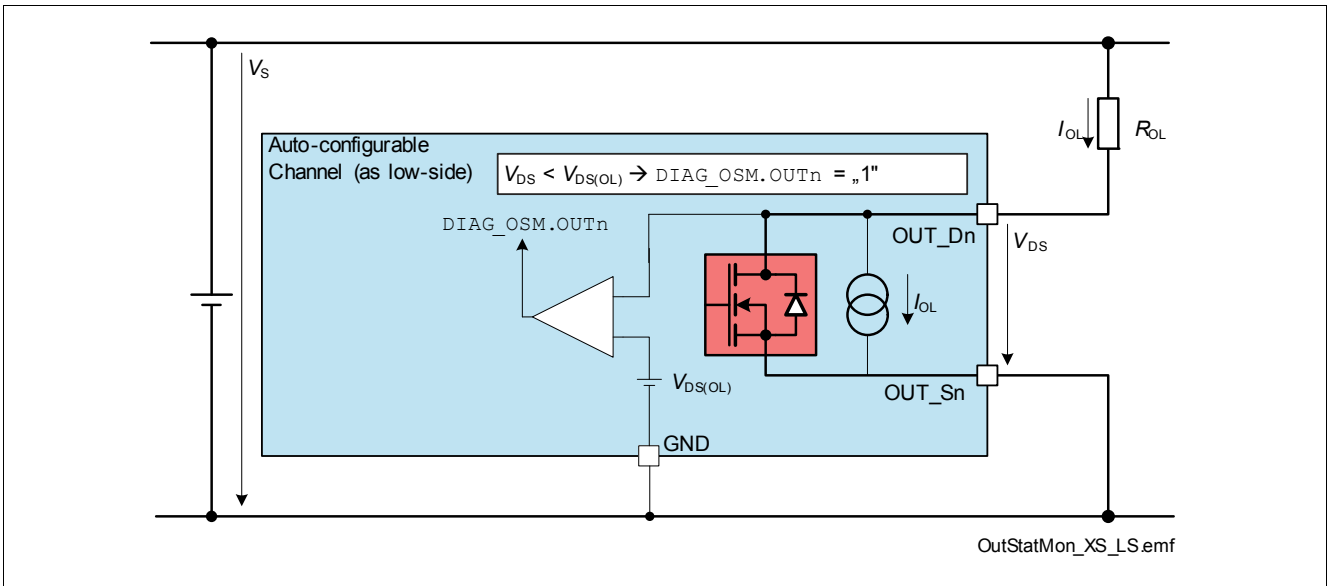 VS
Auto-configurable
Channel (as low-side)
VDS < VDS(OL) → DIAG_OSM.OUTn = „1"
IOL
ROL
DIAG_OSM.OUTn
OUT_Dn
VDS
IOL
VDS(OL)
OUT_Sn
GND
OutStatMon_XS_LS.emf